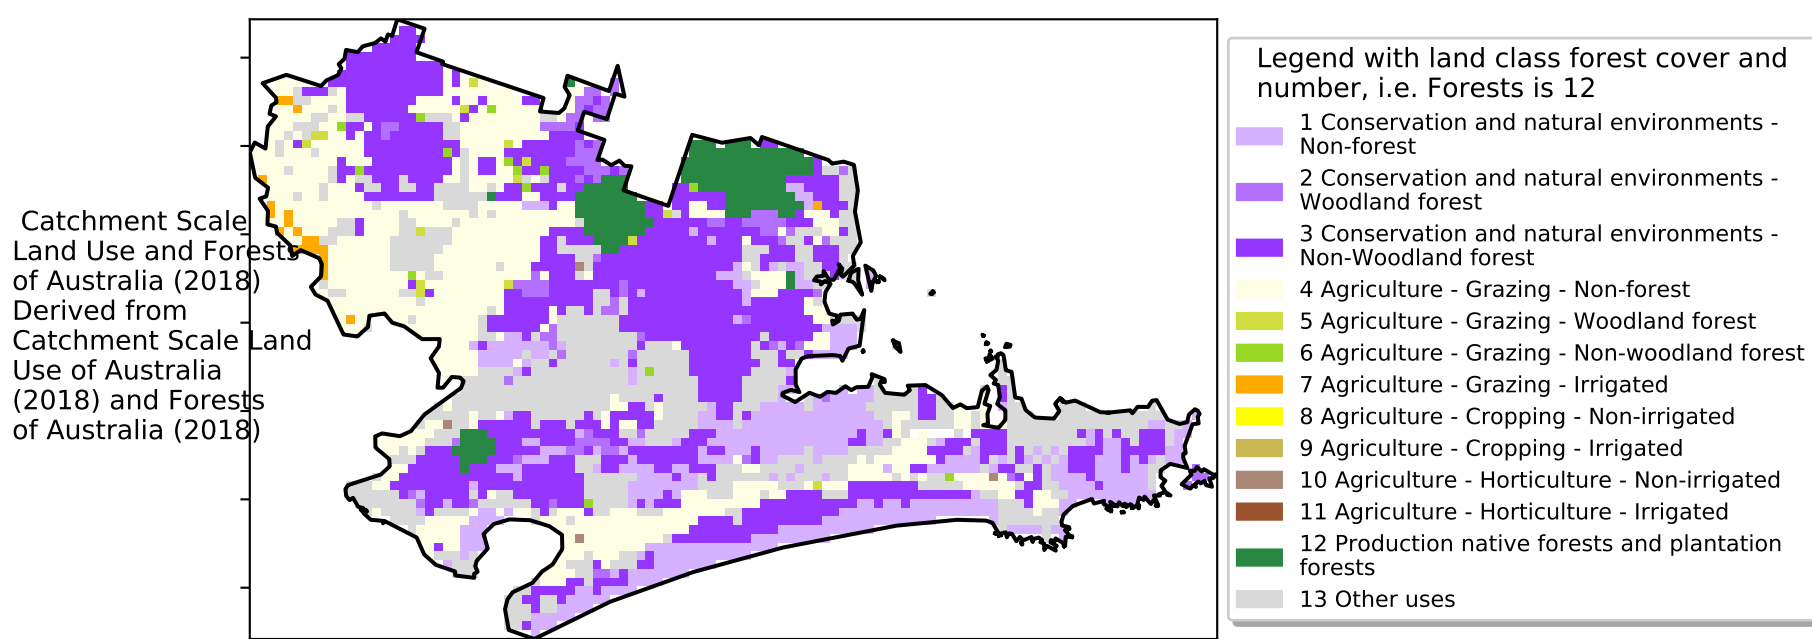 Catchment Scale
Land Use and Forests
of Australia (2018)
Derived from
Catchment Scale Land
Use of Australia
(2018) and Forests
of Australia (2018)
Legend with land class forest cover and
number, i.e. Forests is 12
1 Conservation and natural environments -
Non-forest
2 Conservation and natural environments -
Woodland forest
3 Conservation and natural environments -
Non-Woodland forest
4 Agriculture - Grazing - Non-forest
5 Agriculture - Grazing - Woodland forest
6 Agriculture - Grazing - Non-woodland forest
7 Agriculture - Grazing - Irrigated
8 Agriculture - Cropping - Non-irrigated
9 Agriculture - Cropping - Irrigated
10 Agriculture - Horticulture - Non-irrigated
11 Agriculture - Horticulture - Irrigated
12 Production native forests and plantation
forests
13 Other uses